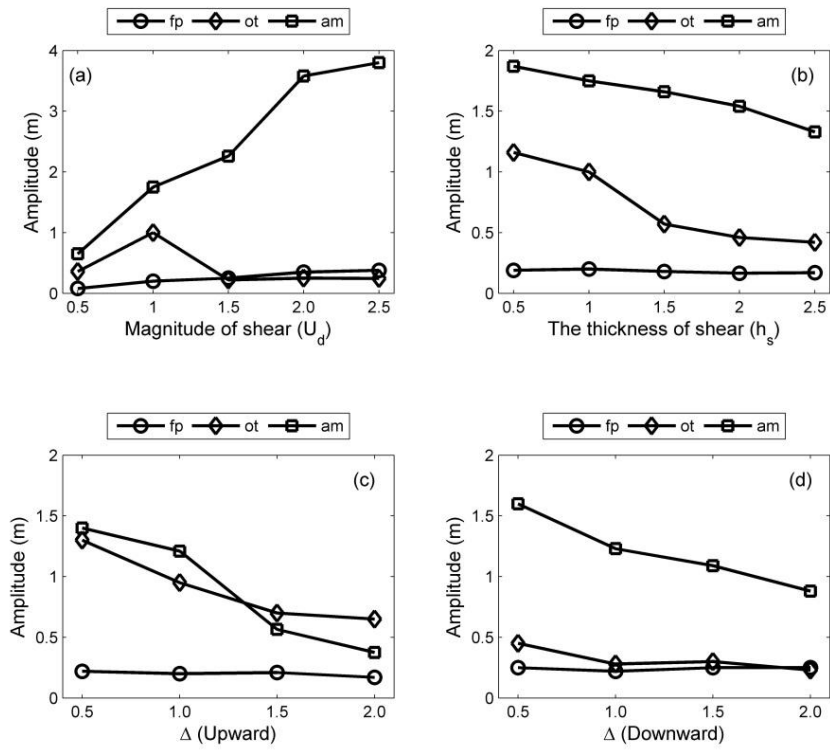 fp ot am
(a)
4
3
2
1
0
0.5 1 1.5 2.0 2.5
Amplitude (m)
Magnitude of shear (U_d)
fp ot am
(b)
2
1.5
1
0.5
0
0.5 1 1.5 2 2.5
Amplitude (m)
The thickness of shear (h_s)
fp ot am
(c)
2
1.5
1
0.5
0
0.5 1.0 1.5 2.0
Amplitude (m)
Δ (Upward)
fp ot am
(d)
2
1.5
1
0.5
0
0.5 1.0 1.5 2.0
Amplitude (m)
Δ (Downward)